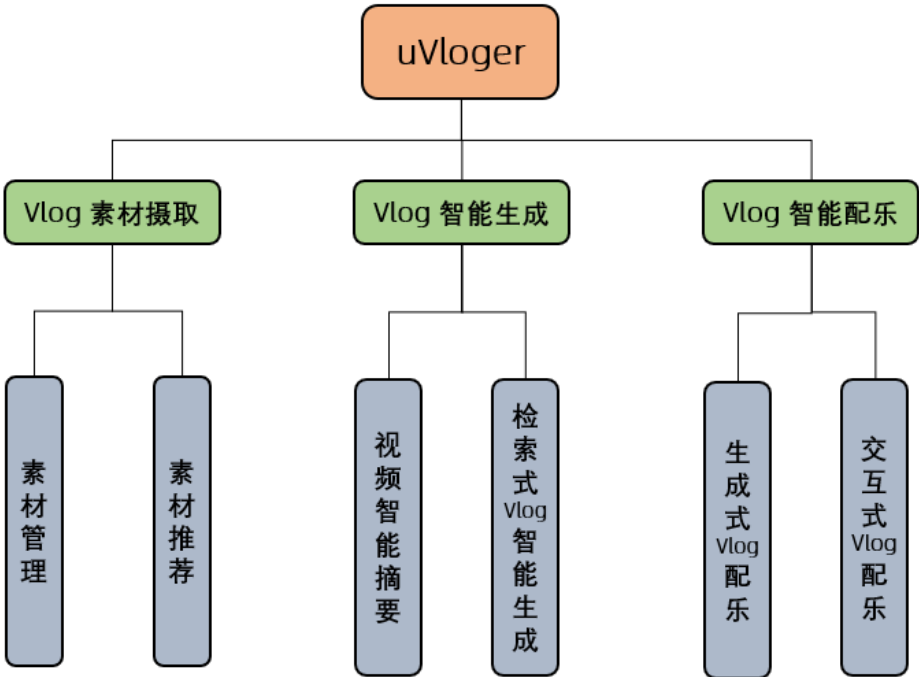 uVloger
Vlog 素材摄取
Vlog 智能生成
Vlog 智能配乐
素材管理
素材推荐
视频智能摘要
检索式Vlog智能生成
生成式Vlog配乐
交互式Vlog配乐